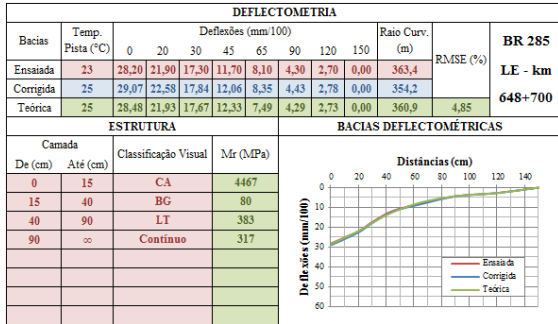 DEFLECTOMETRIA
Bacias Temp. Pista (°C) Deflexões (mm/100) Raio Curv. (m) RMSE (%) BR 285 LE - km 648+700
0 20 30 45 65 90 120 150
Ensaiada 23 28,20 21,90 17,30 11,70 8,10 4,30 2,70 0,00 363,4
Corrigida 25 29,07 22,58 17,84 12,06 8,35 4,43 2,78 0,00 354,2
Teórica 25 28,48 21,93 17,67 12,33 7,49 4,29 2,73 0,00 360,9 4,85
ESTRUTURA
Camada Classificação Visual Mr (MPa)
De (cm) Até (cm)
0 15 CA 4467
15 40 BG 80
40 90 LT 383
90 ∞ Contínuo 317
BACIAS DEFLECTOMÉTRICAS
Distâncias (cm)
0 20 40 60 80 100 120 140
Deflexões (mm/100)
0
10
20
30
40
50
60
Ensaiada
Corrigida
Teórica